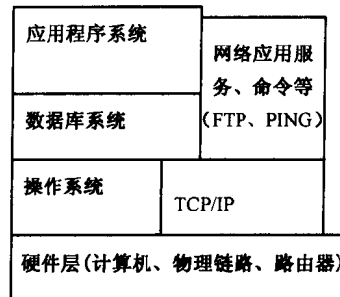 应用程序系统
网络应用服
务、命令等
（FTP、PING）
数据库系统
操作系统
TCP/IP
硬件层(计算机、物理链路、路由器)